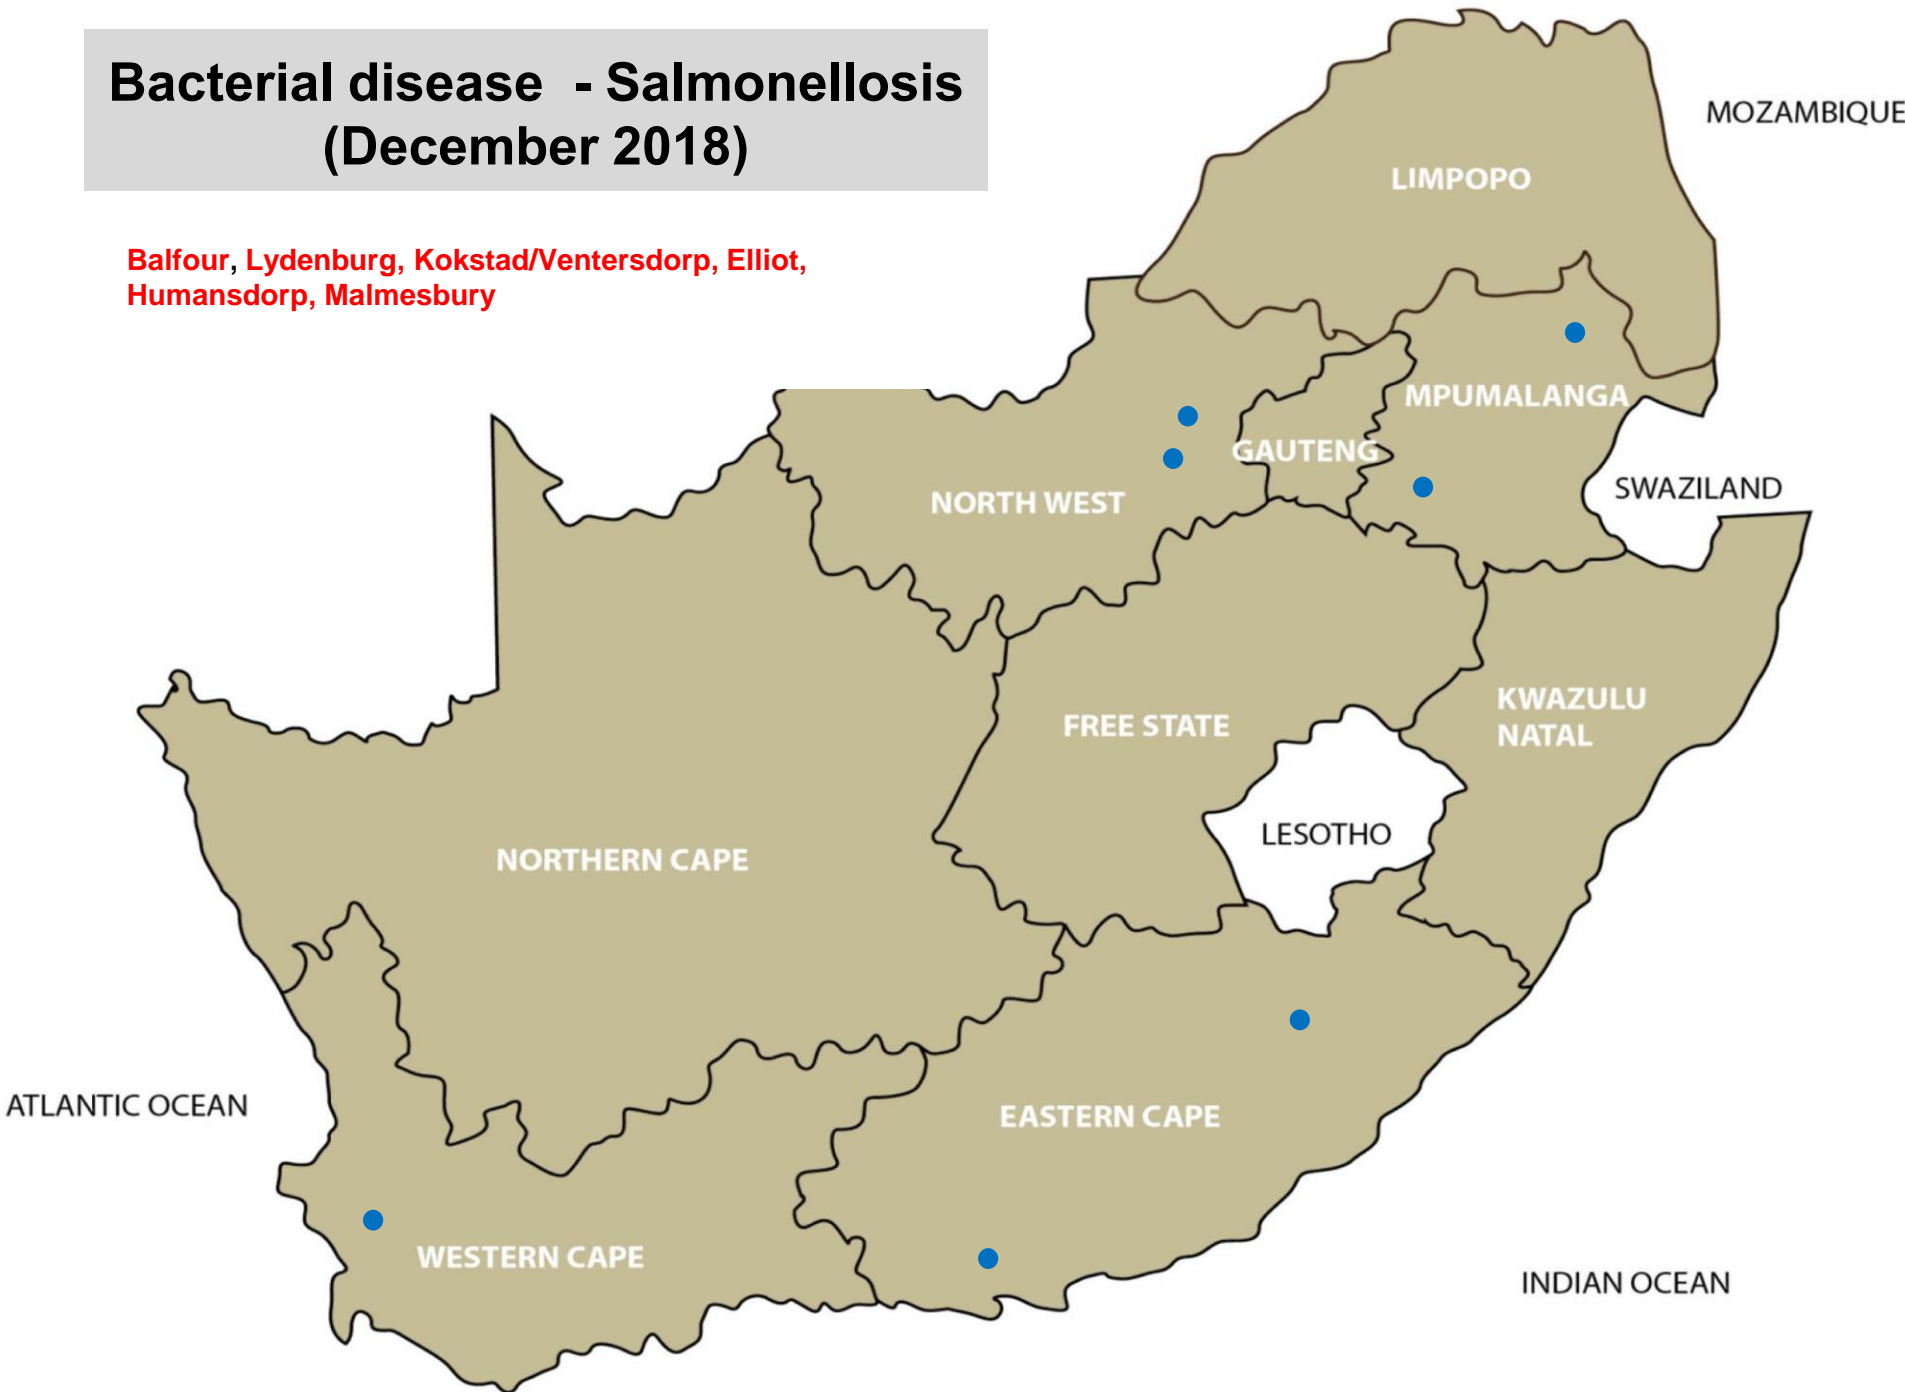 Bacterial disease - Salmonellosis
(December 2018)
Balfour, Lydenburg, Kokstad/Ventersdorp, Elliot,
Humansdorp, Malmesbury
MOZAMBIQUE
LIMPOPO
MPUMALANGA
GAUTENG
NORTH WEST
SWAZILAND
KWAZULU
NATAL
FREE STATE
LESOTHO
NORTHERN CAPE
ATLANTIC OCEAN
EASTERN CAPE
WESTERN CAPE
INDIAN OCEAN